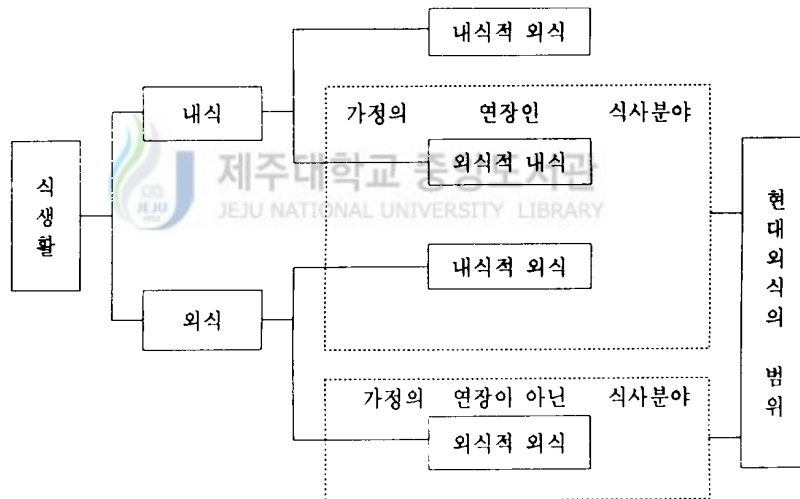 내식적 외식
내식
가정의 연장인 식사분야
외식적 내식
식생활
제주대학교 중앙도서관
JEJU NATIONAL UNIVERSITY LIBRARY
JEJU
1952
내식적 외식
현대외식의 범위
외식
가정의 연장이 아닌 식사분야
외식적 외식